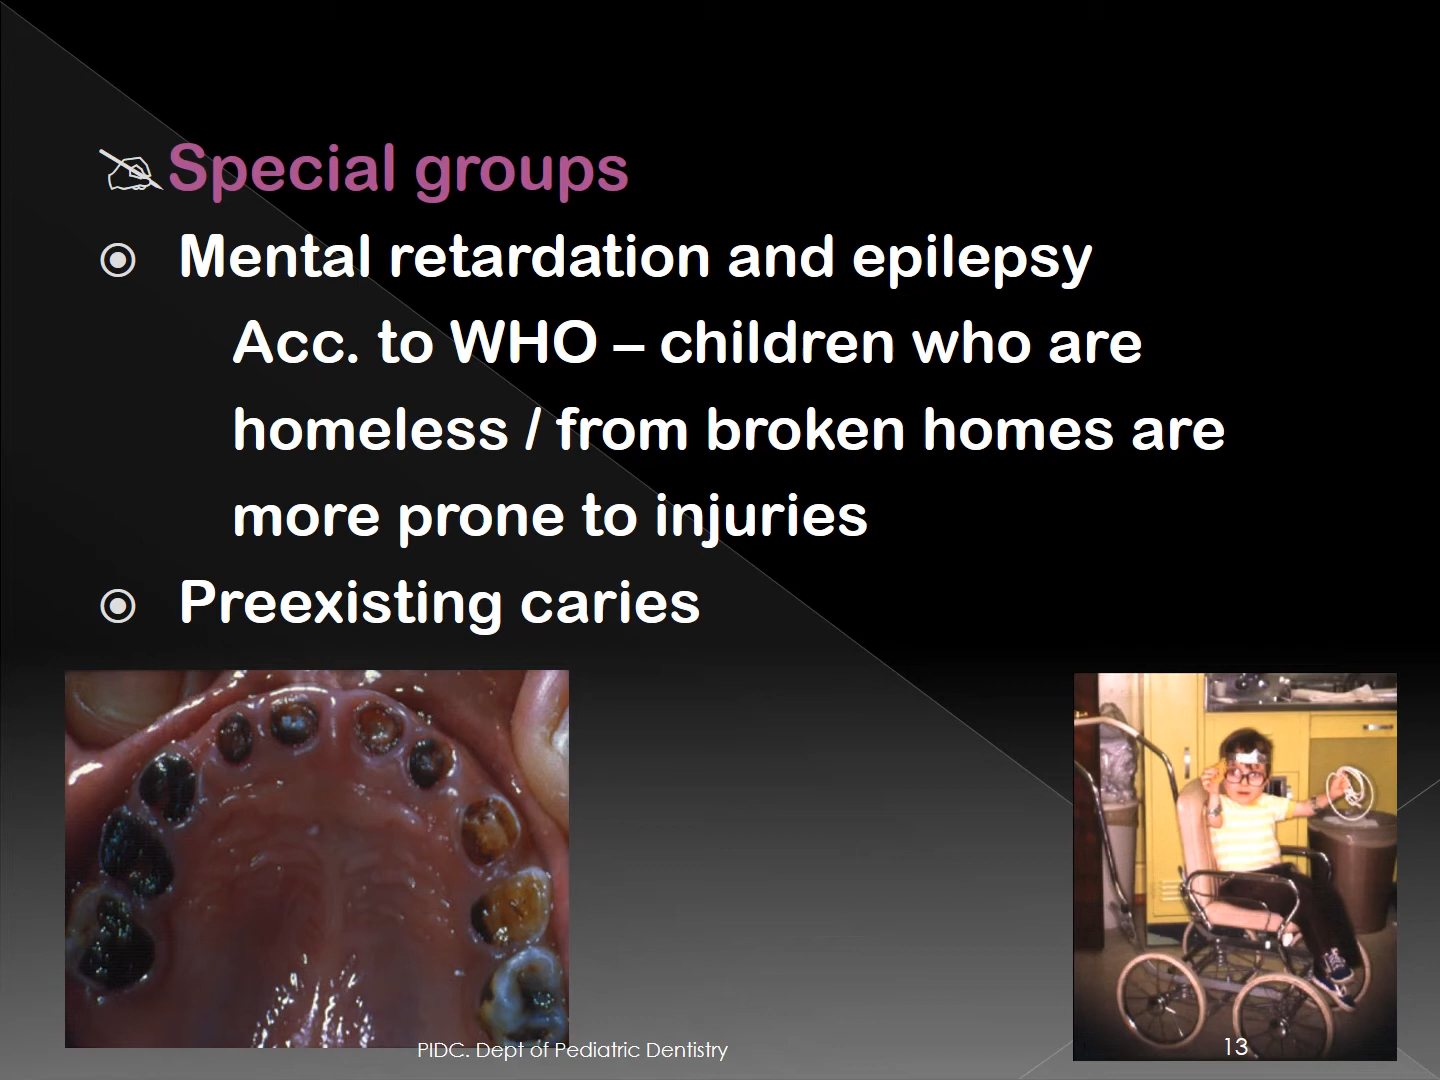 Special groups
Mental retardation and epilepsy
Acc. to WHO – children who are
homeless / from broken homes are
more prone to injuries
Preexisting caries
PIDC. Dept of Pediatric Dentistry
13